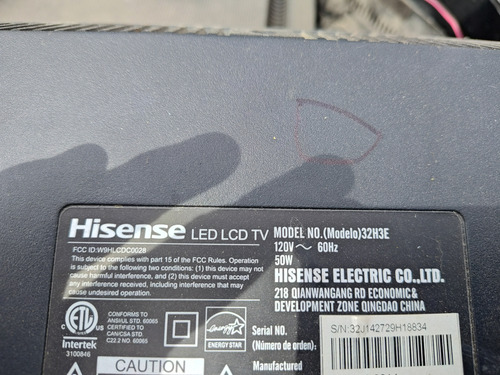 Hisense LED LCD TV
FCC ID:W9HLCDC0028
This device complies with part 15 of the FCC Rules. Operation
is subject to the following two conditions: (1) this device may not
cause harmful interference, and (2) this device must accept
any interference received, including interference that may
cause undesired operation.
MODEL NO.(Modelo)32H3E
120V~ 60Hz
50W
HISENSE ELECTRIC CO.,LTD.
218 QIANWANGANG RD ECONOMIC &
DEVELOPMENT ZONE QINGDAO CHINA
ETL
Intertek
3100846
CONFORMS TO
ANSI/UL STD. 60065
CERTIFIED TO
CAN/CSA STD.
C22.2 NO. 60065
energy
ENERGY STAR
Serial NO.
(Número de orden):
S/N:32J142729H18834
CAUTION
Manufactured